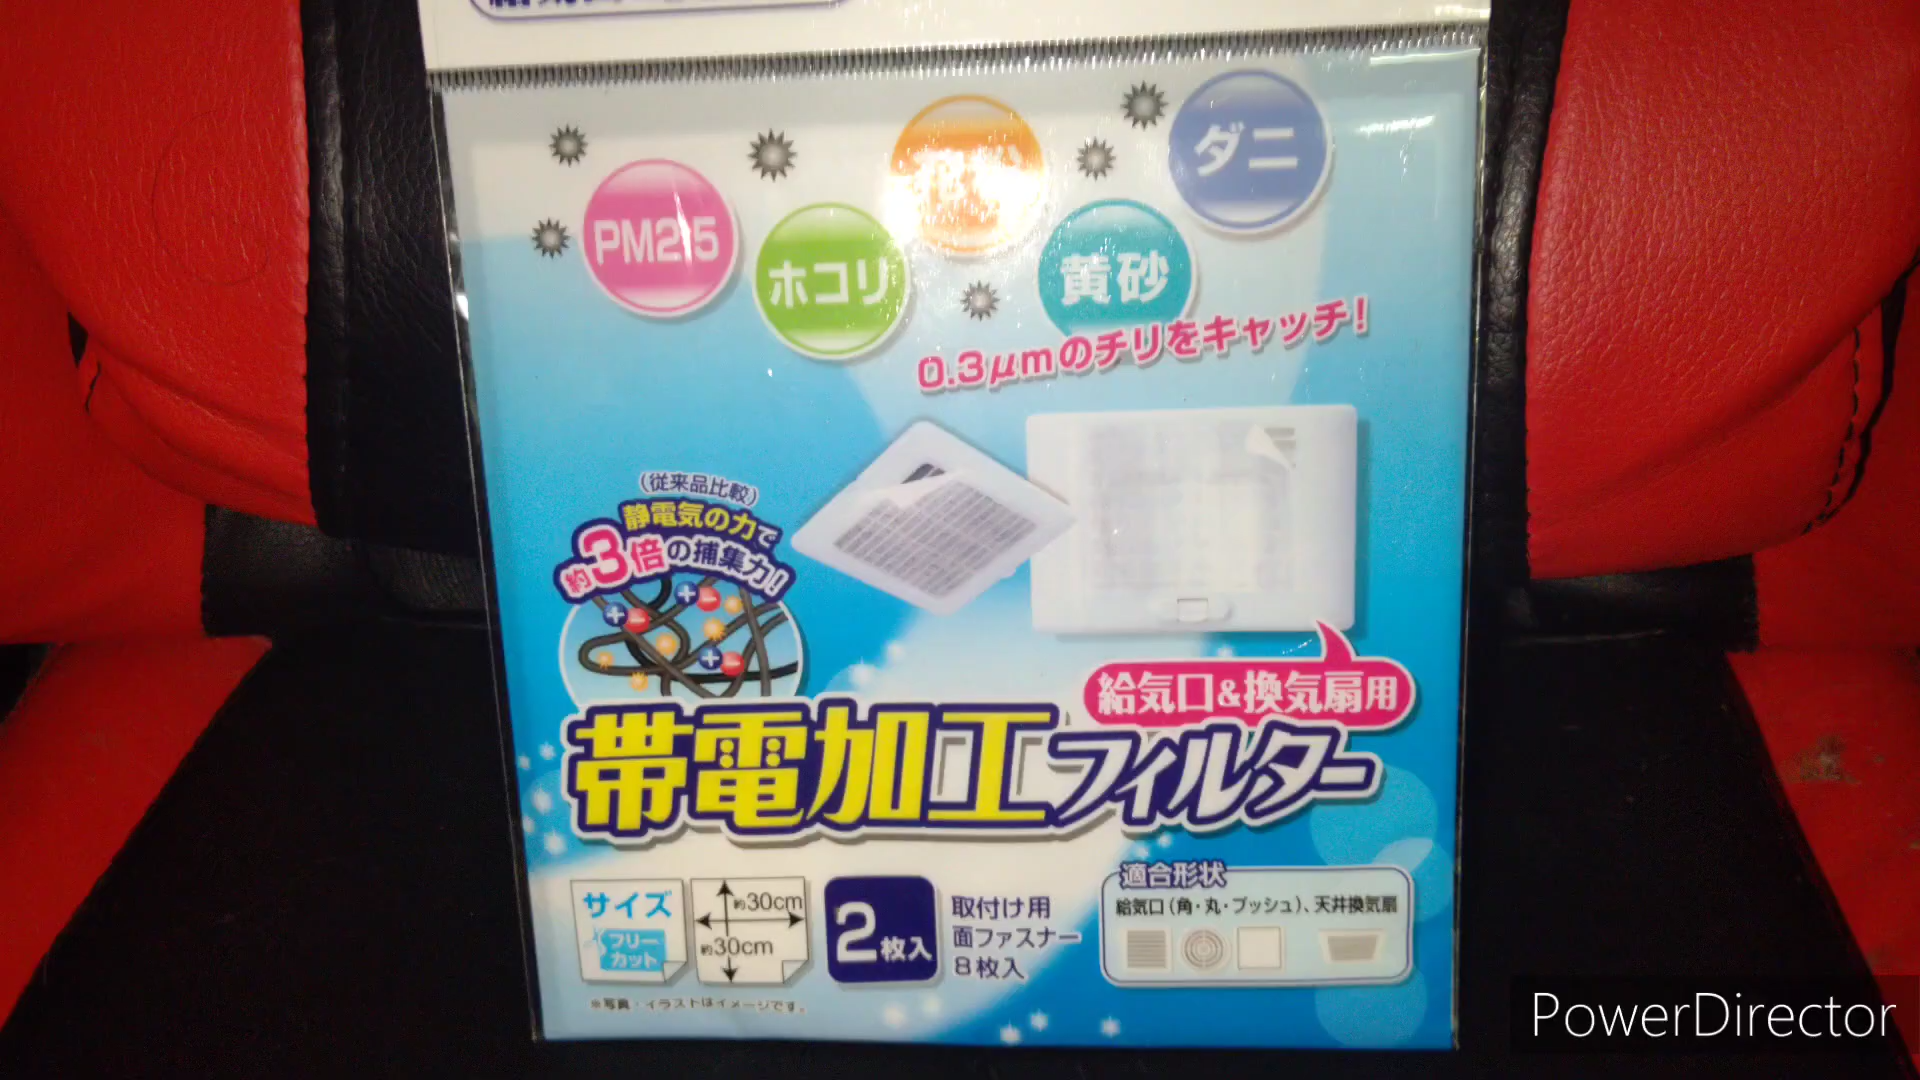 PM2.5
ホコリ
黄砂
ダニ
0.3μmのチリをキャッチ!
(従来品比較)
静電気の力で
約3倍の捕集力!
給気口&換気扇用
帯電加工フィルター
サイズ
フリー
カット
約30cm
約30cm
2枚入
取付け用
面ファスナー
8枚入
適合形状
給気口(角・丸・プッシュ)、天井換気扇
※写真・イラストはイメージです。
PowerDirector